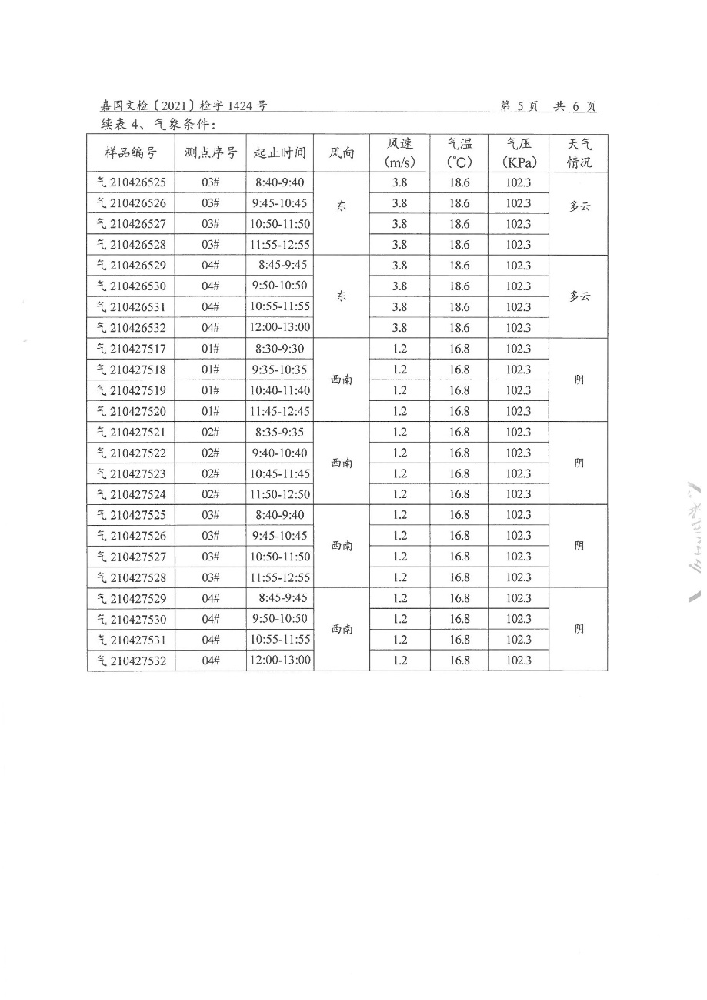 嘉国文检〔2021〕检字1424号 第 5 页 共 6 页
续表 4、气象条件：
样品编号 测点序号 起止时间 风向 风速 (m/s) 气温 (℃) 气压 (KPa) 天气情况
气 210426525 03# 8:40-9:40 东 3.8 18.6 102.3 多云
气 210426526 03# 9:45-10:45 3.8 18.6 102.3
气 210426527 03# 10:50-11:50 3.8 18.6 102.3
气 210426528 03# 11:55-12:55 3.8 18.6 102.3
气 210426529 04# 8:45-9:45 东 3.8 18.6 102.3 多云
气 210426530 04# 9:50-10:50 3.8 18.6 102.3
气 210426531 04# 10:55-11:55 3.8 18.6 102.3
气 210426532 04# 12:00-13:00 3.8 18.6 102.3
气 210427517 01# 8:30-9:30 西南 1.2 16.8 102.3 阴
气 210427518 01# 9:35-10:35 1.2 16.8 102.3
气 210427519 01# 10:40-11:40 1.2 16.8 102.3
气 210427520 01# 11:45-12:45 1.2 16.8 102.3
气 210427521 02# 8:35-9:35 西南 1.2 16.8 102.3 阴
气 210427522 02# 9:40-10:40 1.2 16.8 102.3
气 210427523 02# 10:45-11:45 1.2 16.8 102.3
气 210427524 02# 11:50-12:50 1.2 16.8 102.3
气 210427525 03# 8:40-9:40 西南 1.2 16.8 102.3 阴
气 210427526 03# 9:45-10:45 1.2 16.8 102.3
气 210427527 03# 10:50-11:50 1.2 16.8 102.3
气 210427528 03# 11:55-12:55 1.2 16.8 102.3
气 210427529 04# 8:45-9:45 西南 1.2 16.8 102.3 阴
气 210427530 04# 9:50-10:50 1.2 16.8 102.3
气 210427531 04# 10:55-11:55 1.2 16.8 102.3
气 210427532 04# 12:00-13:00 1.2 16.8 102.3